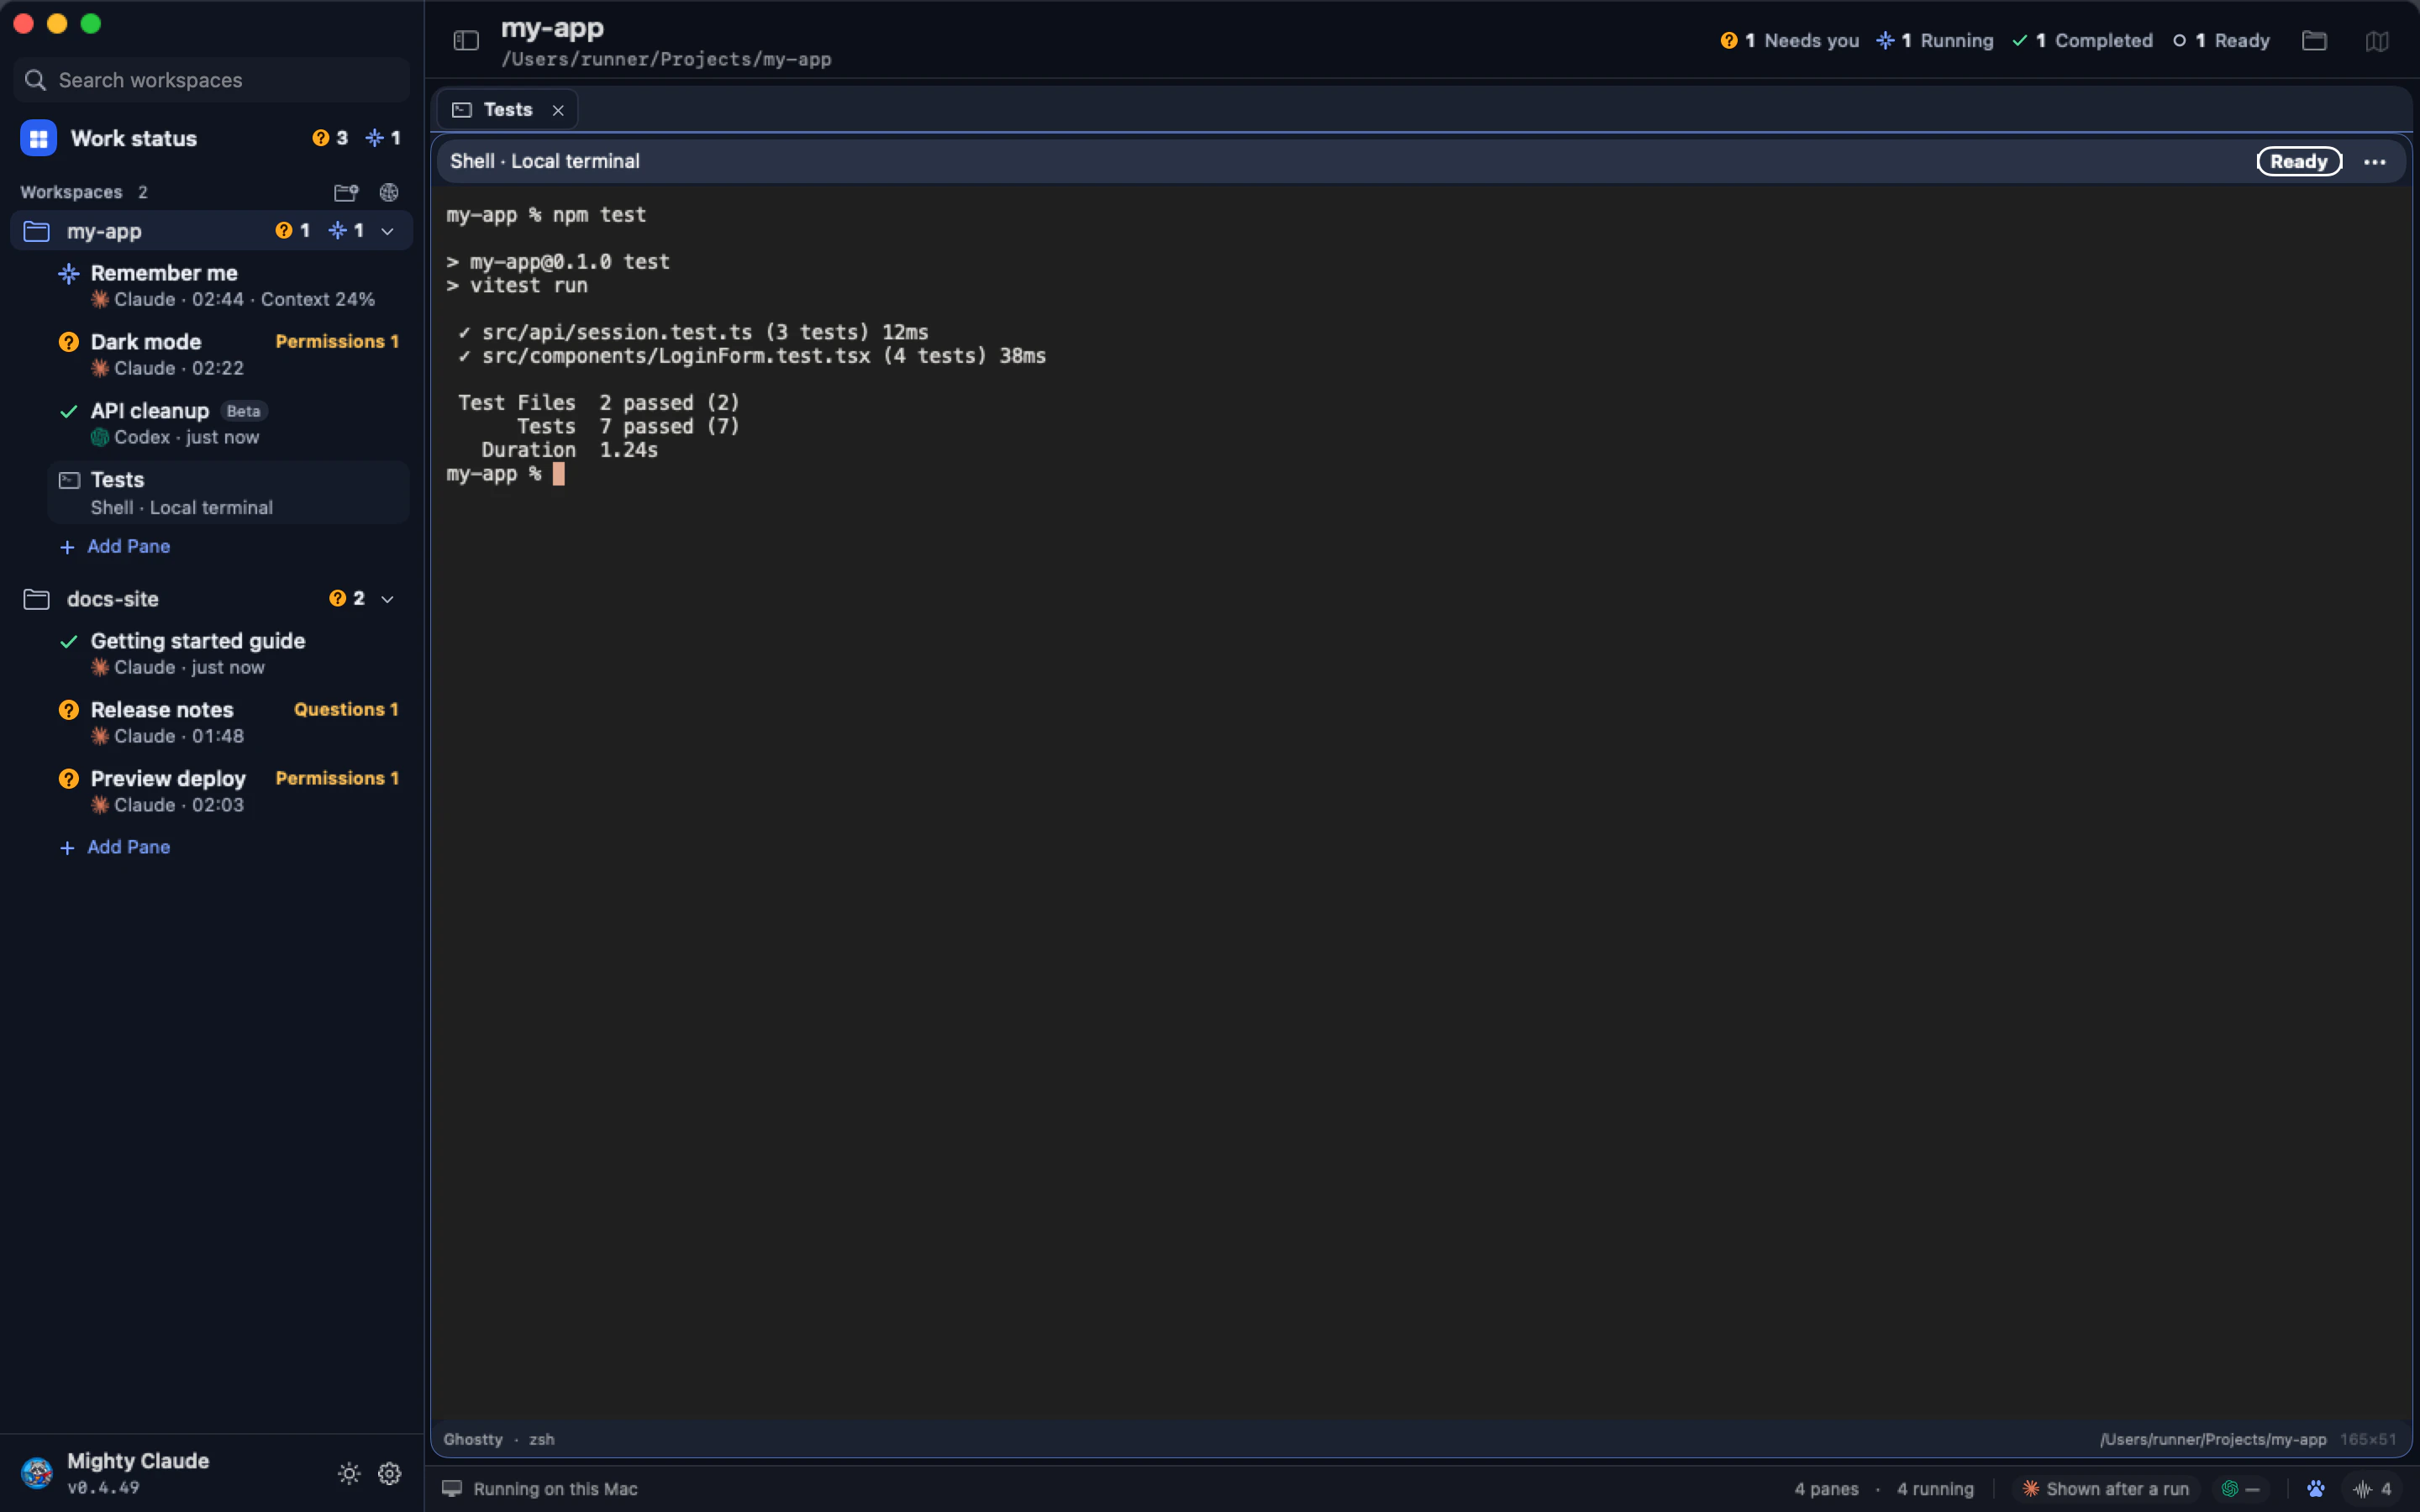 Search workspaces
Work status 3 1
Workspaces 2
my-app 1 1
Remember me
Claude · 02:44 · Context 24%
Dark mode Permissions 1
Claude · 02:22
API cleanup Beta
Codex · just now
Tests
Shell · Local terminal
+ Add Pane
docs-site 2
Getting started guide
Claude · just now
Release notes Questions 1
Claude · 01:48
Preview deploy Permissions 1
Claude · 02:03
+ Add Pane
Mighty Claude
v0.4.49
my-app
/Users/runner/Projects/my-app
1 Needs you 1 Running 1 Completed 1 Ready
Tests
Shell · Local terminal Ready
my-app % npm test
> my-app@0.1.0 test
> vitest run
✓ src/api/session.test.ts (3 tests) 12ms
✓ src/components/LoginForm.test.tsx (4 tests) 38ms
Test Files 2 passed (2)
Tests 7 passed (7)
Duration 1.24s
my-app %
Ghostty · zsh /Users/runner/Projects/my-app 165×51
Running on this Mac 4 panes · 4 running Shown after a run — 4